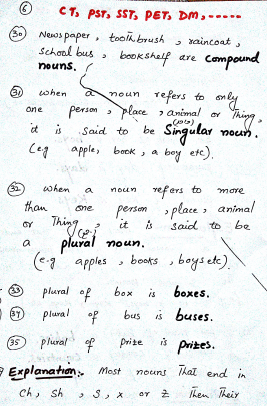 6
CT, PST, SST, PET, DM,-----
30 Newspaper, toothbrush, raincoat,
school bus, bookshelf are compound
nouns.
31 when a noun refers to only
one person, place, animal or Thing,
it is said to be Singular noun.
(e.g apple, book, a boy etc).
32 when a noun refers to more
than one person, place, animal
or Thing, it is said to be
a plural noun.
(e-g apples, books, boys etc).
33 plural of box is boxes.
34 plural of bus is buses.
35 plural of prize is prizes.
Explanation:- Most nouns That end in
ch, sh, s, x or z Then Their